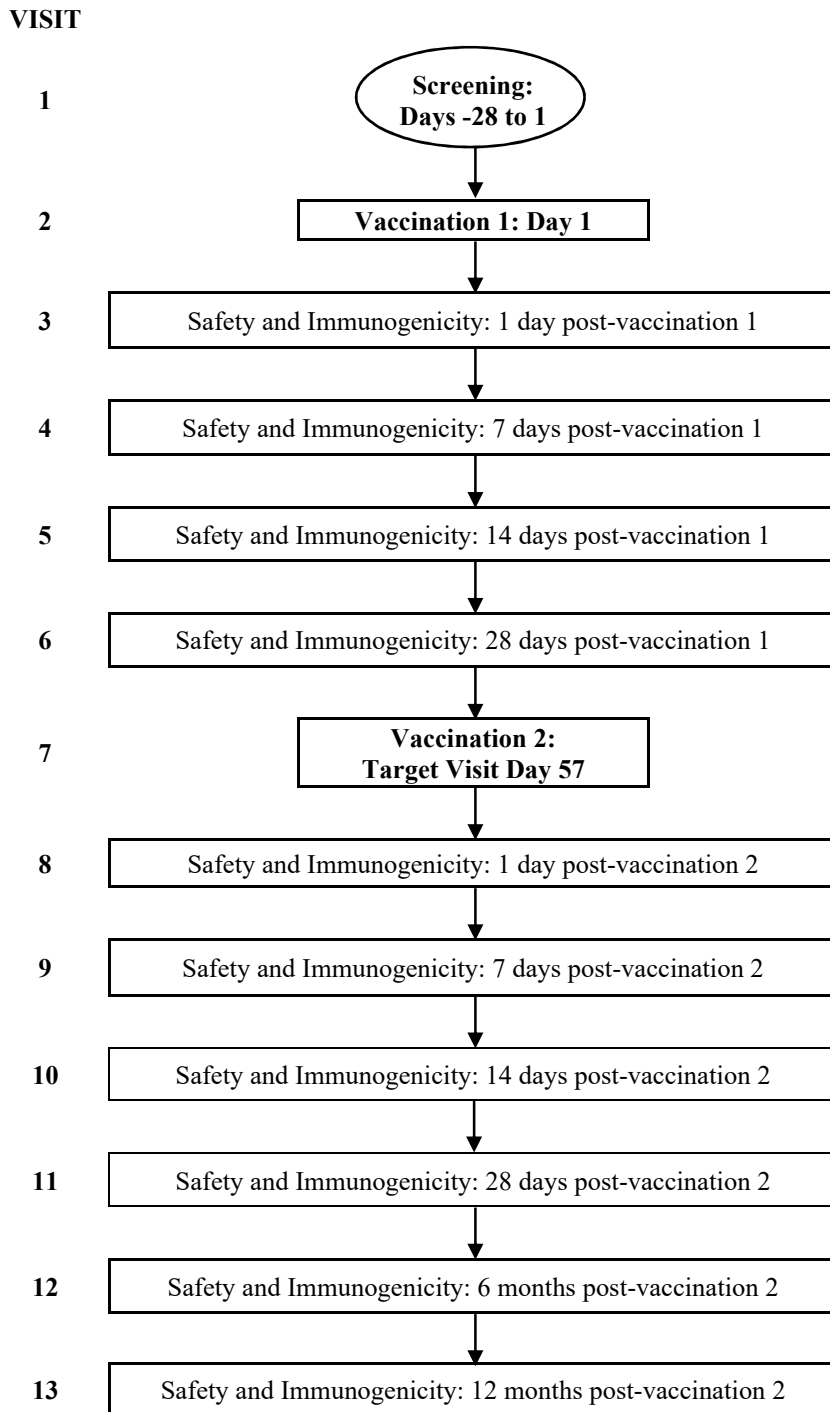 VISIT
1
Screening:
Days -28 to 1
2
Vaccination 1: Day 1
3
Safety and Immunogenicity: 1 day post-vaccination 1
4
Safety and Immunogenicity: 7 days post-vaccination 1
5
Safety and Immunogenicity: 14 days post-vaccination 1
6
Safety and Immunogenicity: 28 days post-vaccination 1
7
Vaccination 2:
Target Visit Day 57
8
Safety and Immunogenicity: 1 day post-vaccination 2
9
Safety and Immunogenicity: 7 days post-vaccination 2
10
Safety and Immunogenicity: 14 days post-vaccination 2
11
Safety and Immunogenicity: 28 days post-vaccination 2
12
Safety and Immunogenicity: 6 months post-vaccination 2
13
Safety and Immunogenicity: 12 months post-vaccination 2